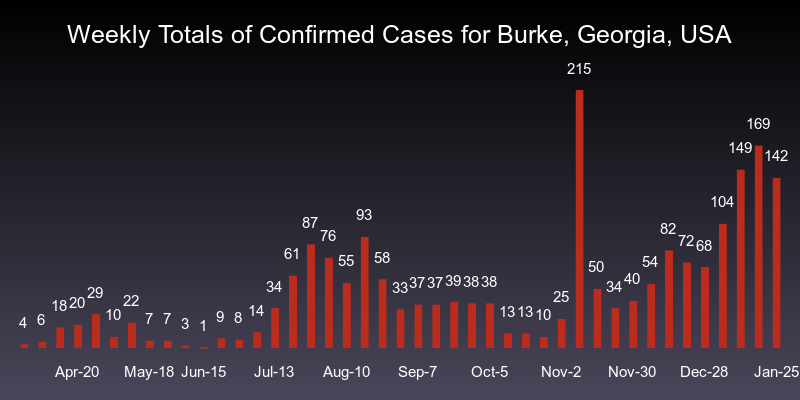 Weekly Totals of Confirmed Cases for Burke, Georgia, USA
4 6 18 20 29 10 22 7 7 3 1 9 8 14 34 61 87 76 55 93 58 33 37 37 39 38 38 13 13 10 25 215 50 34 40 54 82 72 68 104 149 169 142
Apr-20 May-18 Jun-15 Jul-13 Aug-10 Sep-7 Oct-5 Nov-2 Nov-30 Dec-28 Jan-25